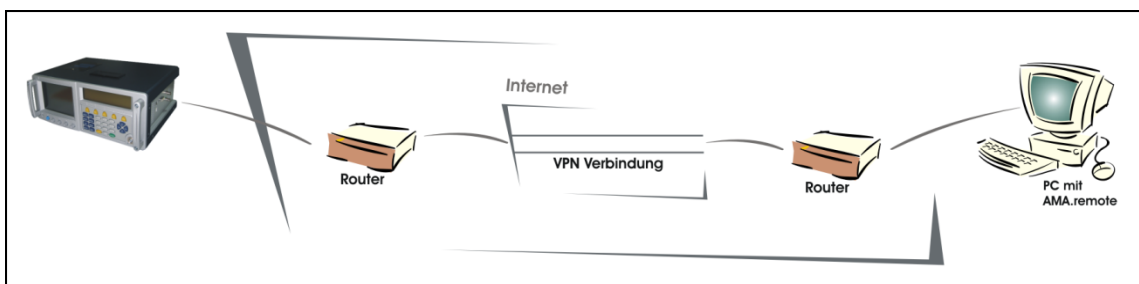 Internet
VPN Verbindung
Router
Router
PC mit
AMA.remote